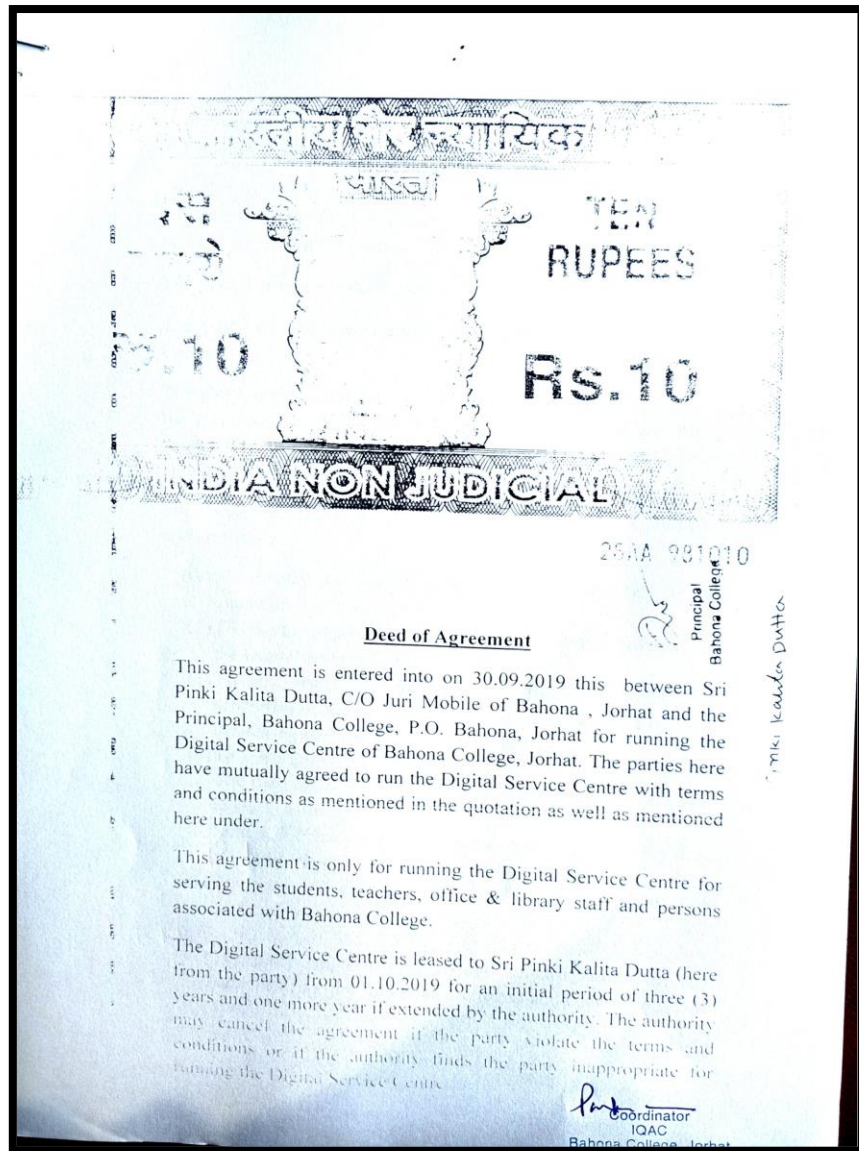 भारतीय गैर न्यायिक
भारत
TEN
RUPEES
.10
Rs.10
INDIA NON JUDICIAL
26AA 981010
Principal
Bahona College
Deed of Agreement
This agreement is entered into on 30.09.2019 this between Sri
Pinki Kalita Dutta, C/O Juri Mobile of Bahona , Jorhat and the
Principal, Bahona College, P.O. Bahona, Jorhat for running the
Digital Service Centre of Bahona College, Jorhat. The parties here
have mutually agreed to run the Digital Service Centre with terms
and conditions as mentioned in the quotation as well as mentioned
here under.
This agreement is only for running the Digital Service Centre for
serving the students, teachers, office & library staff and persons
associated with Bahona College.
The Digital Service Centre is leased to Sri Pinki Kalita Dutta (here
from the party) from 01.10.2019 for an initial period of three (3)
years and one more year if extended by the authority. The authority
may cancel the agreement if the party violate the terms and
conditions or if the authority finds the party inappropriate for
running the Digital Service Centre
inki Kalita Dutta
Coordinator
IQAC
Bahona College, Jorhat